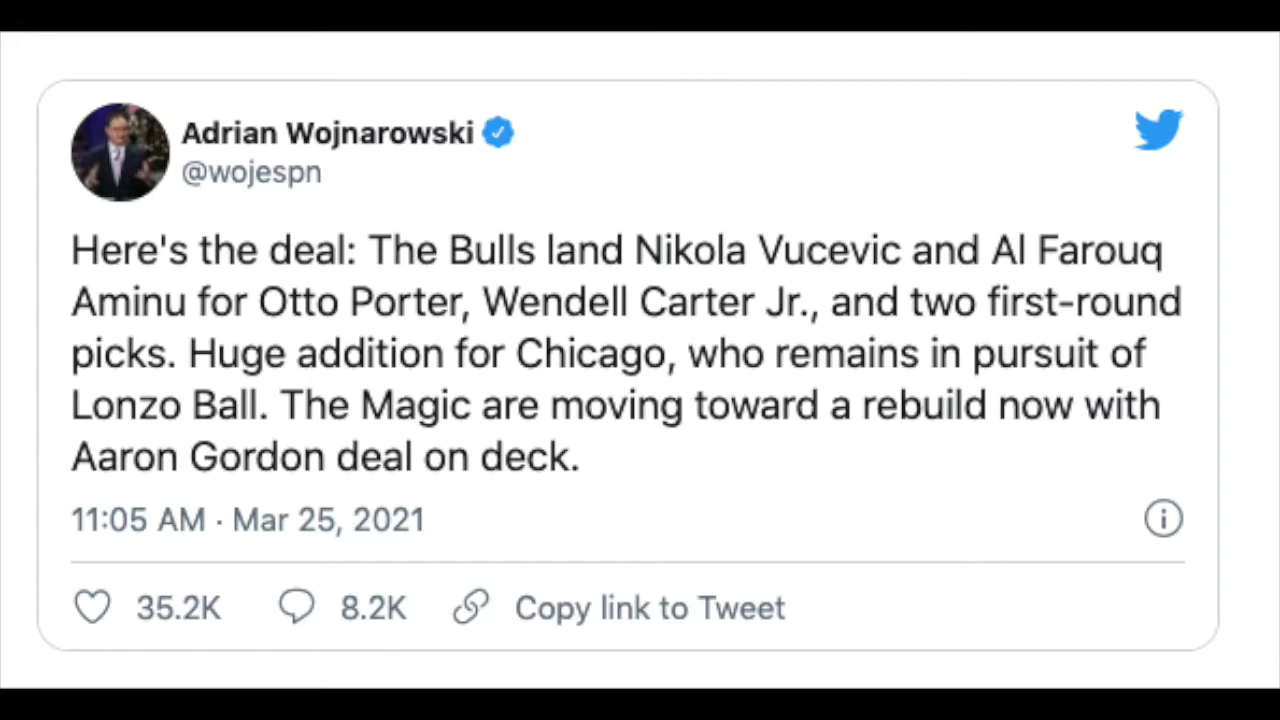 Adrian Wojnarowski
@wojespn
Here's the deal: The Bulls land Nikola Vucevic and Al Farouq
Aminu for Otto Porter, Wendell Carter Jr., and two first-round
picks. Huge addition for Chicago, who remains in pursuit of
Lonzo Ball. The Magic are moving toward a rebuild now with
Aaron Gordon deal on deck.
11:05 AM · Mar 25, 2021
35.2K 8.2K Copy link to Tweet